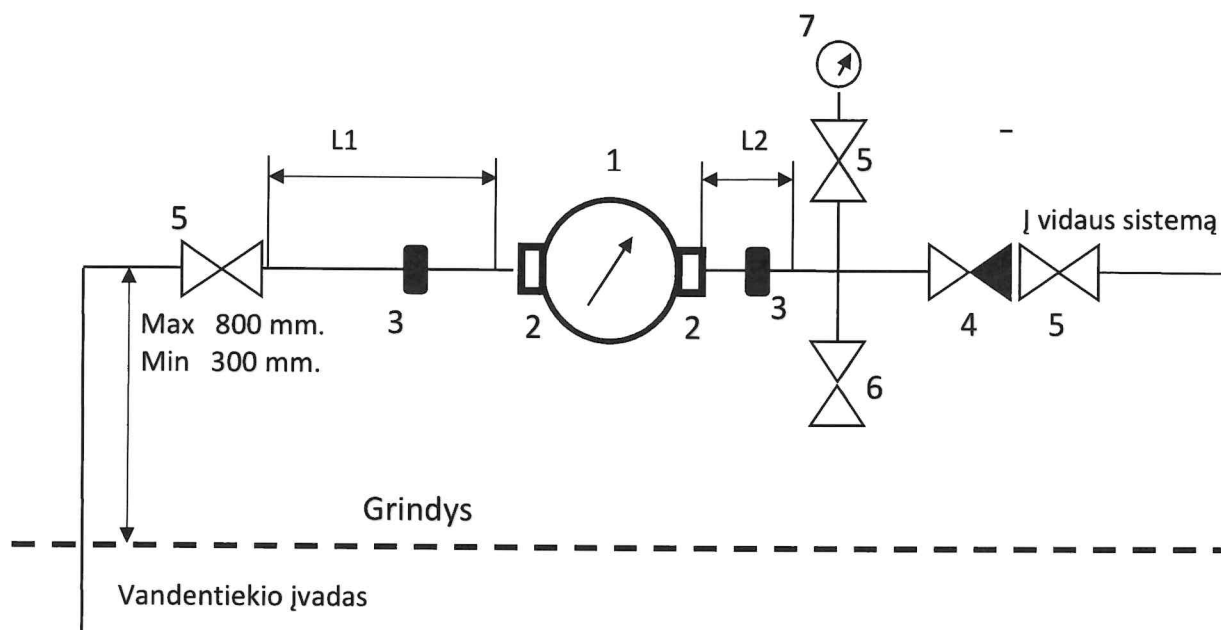 7
L1
1
L2
5
5
Į vidaus sistemą
3
2
2
3
4
5
Max 800 mm.
Min 300 mm.
6
Grindys
Vandentiekio įvadas